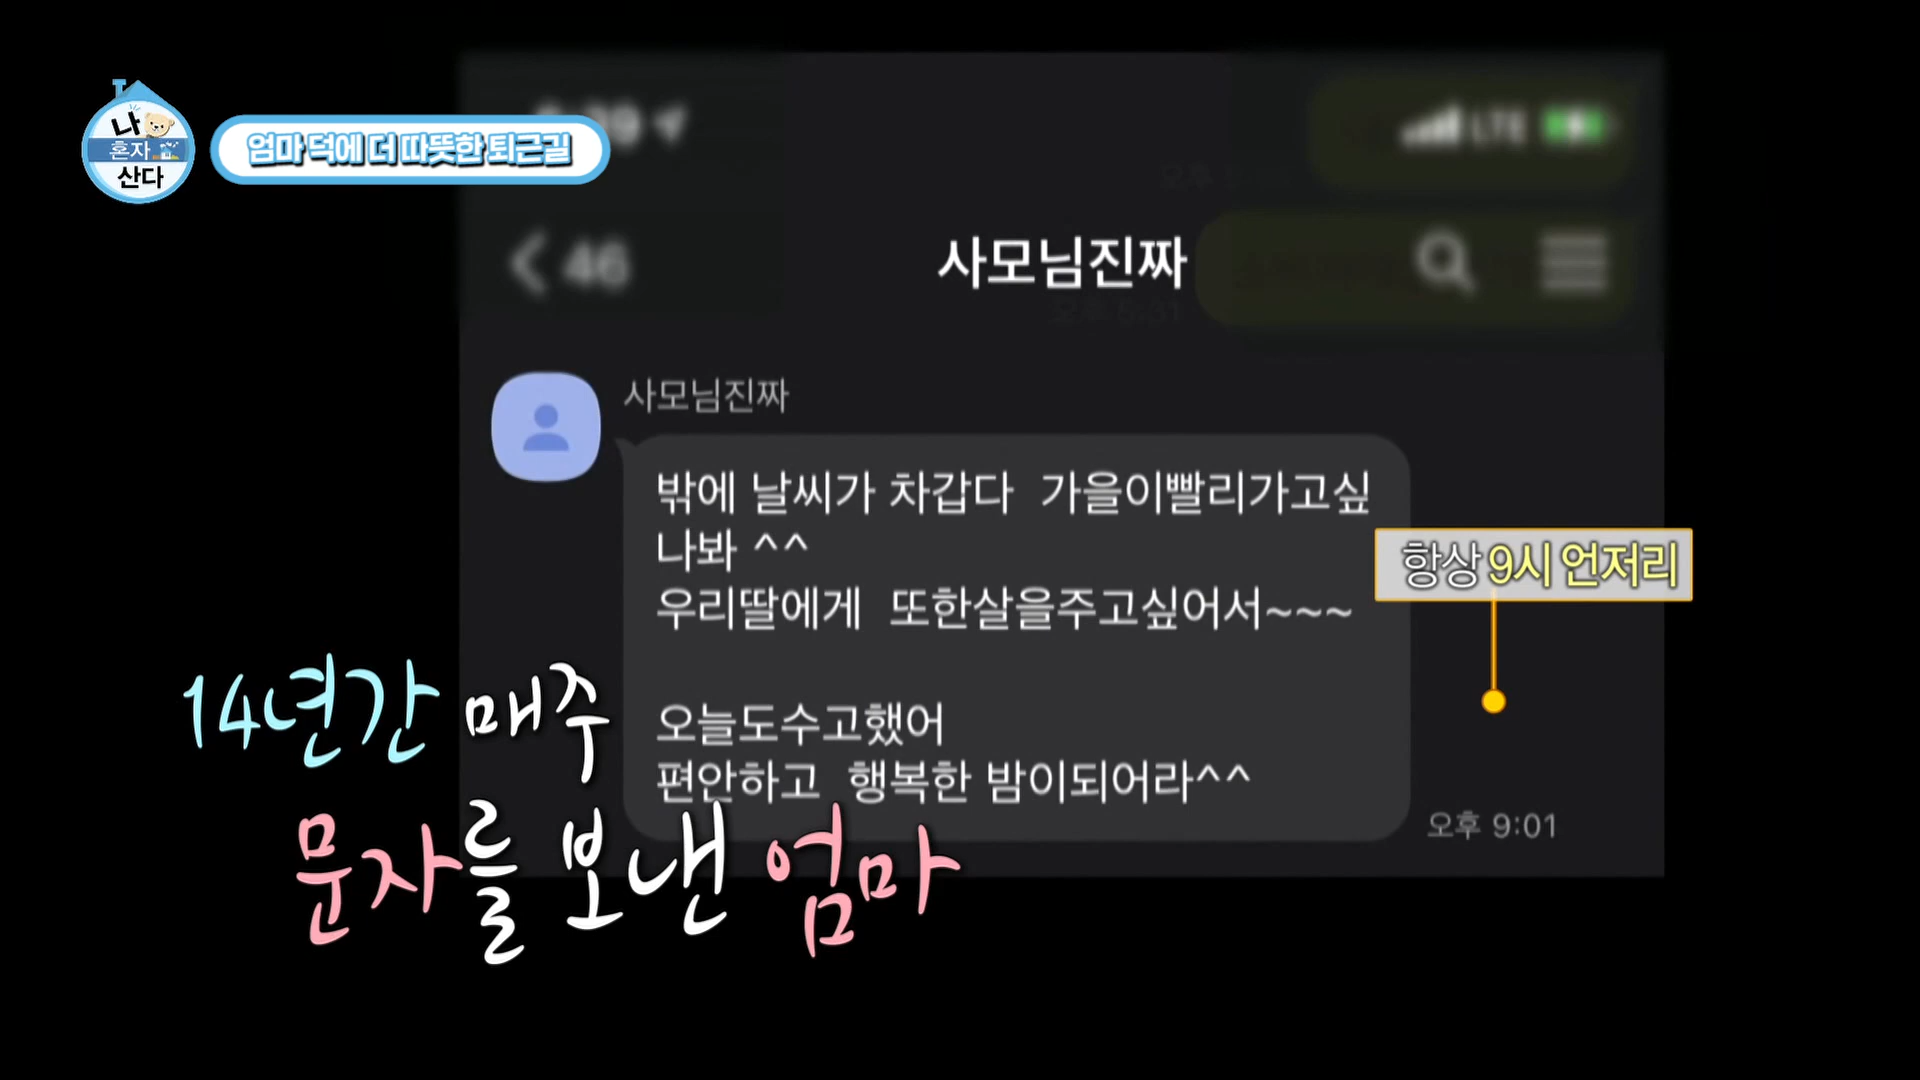 나
혼자
산다
엄마 덕에 더 따뜻한 퇴근길
LTE
46
사모님진짜
사모님진짜
밖에 날씨가 차갑다  가을이빨리가고싶
나봐 ^^
우리딸에게  또한살을주고싶어서~~~
오늘도수고했어
편안하고  행복한 밤이되어라^^
오후 9:01
항상 9시 언저리
14년간 매주
문자를 보낸 엄마